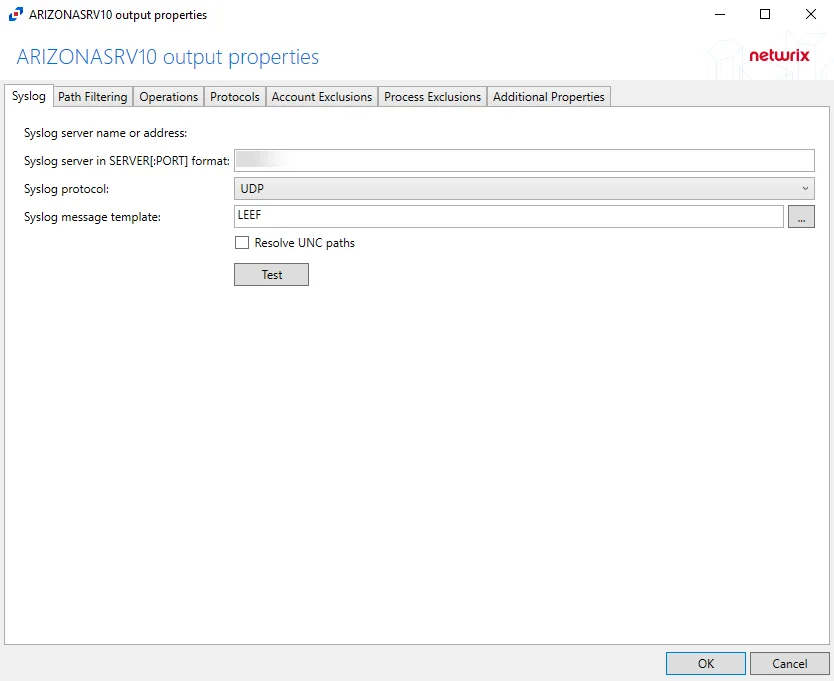 ARIZONASRV10 output properties
ARIZONASRV10 output properties
netwrix
Syslog Path Filtering Operations Protocols Account Exclusions Process Exclusions Additional Properties
Syslog server name or address:
Syslog server in SERVER[:PORT] format:
Syslog protocol: UDP
Syslog message template: LEEF ...
Resolve UNC paths
Test
OK Cancel